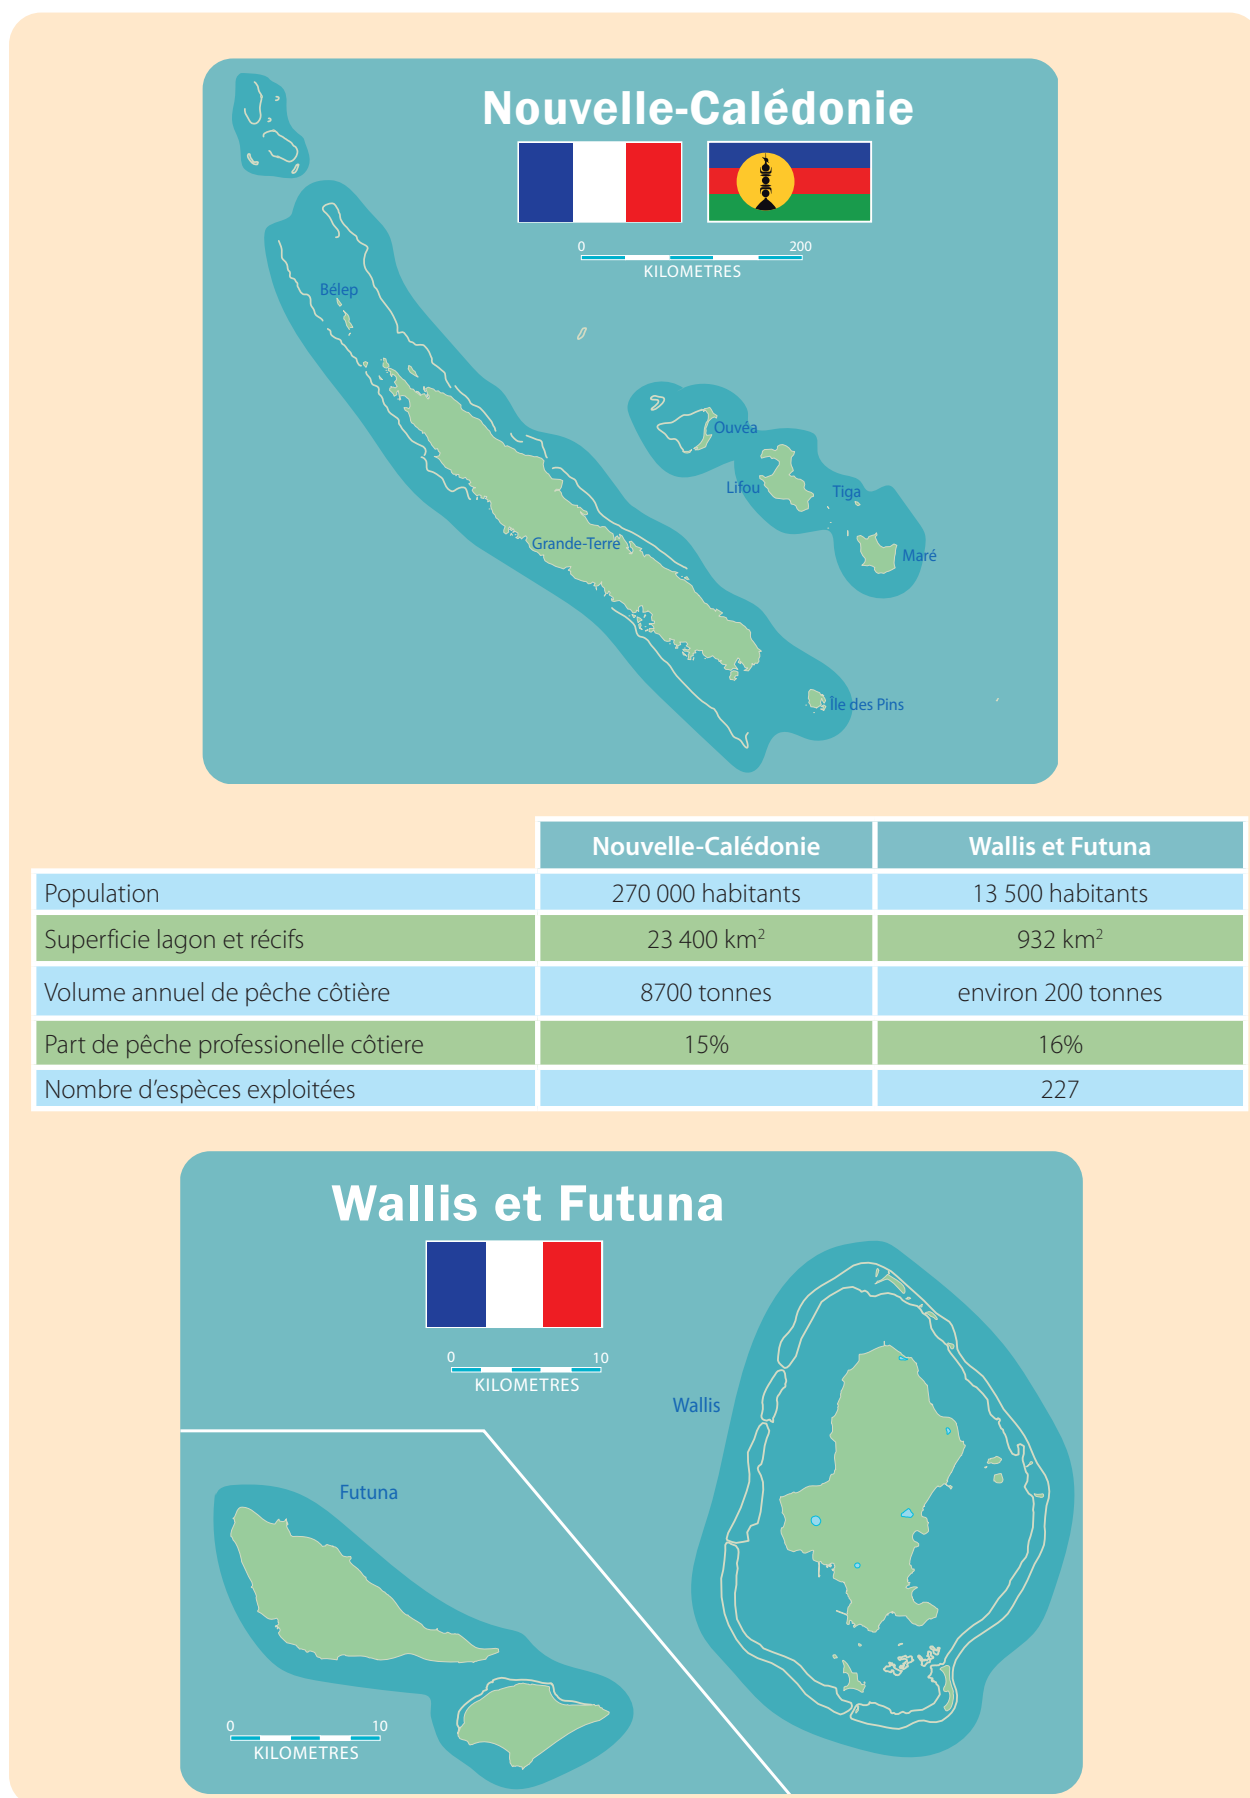 Nouvelle-Calédonie
0 200
KILOMETRES
Bélep
Ouvéa
Lifou
Tiga
Grande-Terre
Maré
Île des Pins
Nouvelle-Calédonie Wallis et Futuna
Population 270 000 habitants 13 500 habitants
Superficie lagon et récifs 23 400 km² 932 km²
Volume annuel de pêche côtière 8700 tonnes environ 200 tonnes
Part de pêche professionelle côtiere 15% 16%
Nombre d'espèces exploitées 227
Wallis et Futuna
0 10
KILOMETRES
Wallis
Futuna
0 10
KILOMETRES